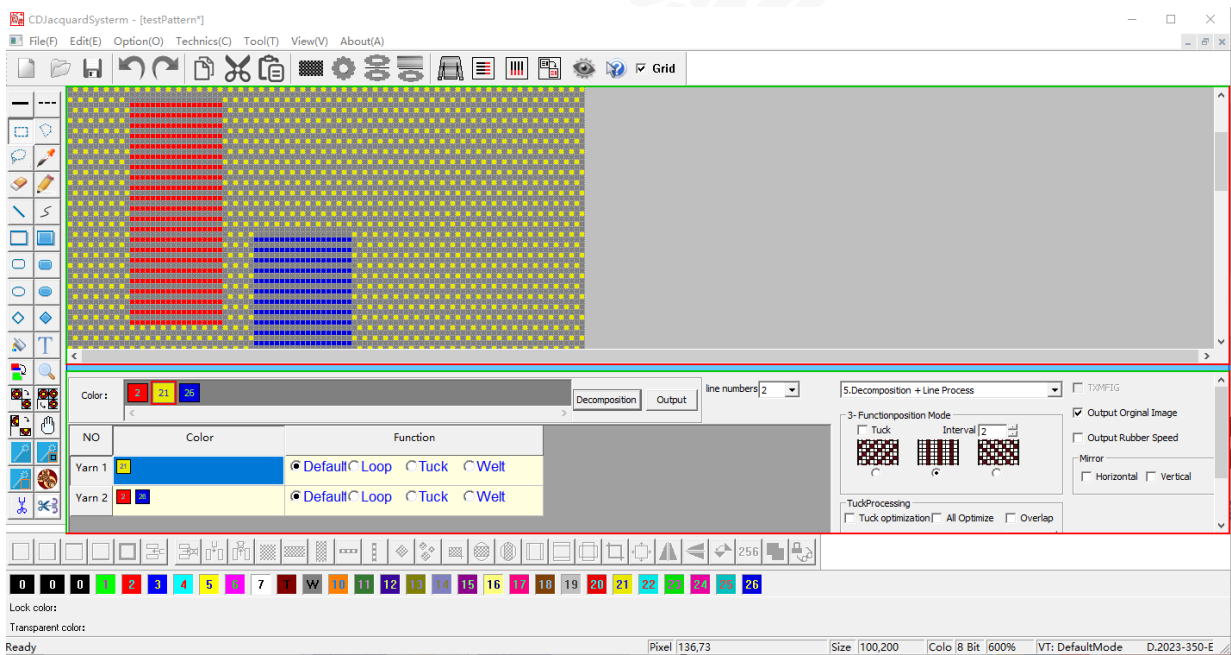 CDJacquardSysterm - [testPattern*]
File(F) Edit(E) Option(O) Technics(C) Tool(T) View(V) About(A)
Grid
T
Color: 2 21 26 Decomposition Output line numbers 2
5.Decomposition + Line Process
TXMFIG
3- Functionposition Mode
Tuck Interval 2
Output Orginal Image
Output Rubber Speed
Mirror
Horizontal Vertical
NO Color Function
Yarn 1 21 Default Loop Tuck Welt
Yarn 2 2 26 Default Loop Tuck Welt
TuckProcessing
Tuck optimization All Optimize Overlap
256
0 0 0 1 2 3 4 5 6 7 T W 10 11 12 13 14 15 16 17 18 19 20 21 22 23 24 25 26
Lock color:
Transparent color:
Ready Pixel 136,73 Size 100,200 Colo 8 Bit 600% VT: DefaultMode D.2023-350-E